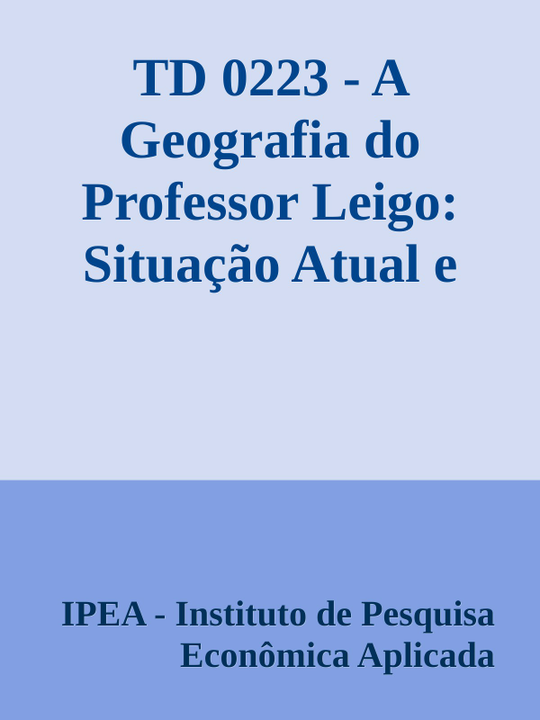 TD 0223 - A
Geografia do
Professor Leigo:
Situação Atual e
IPEA - Instituto de Pesquisa
Econômica Aplicada